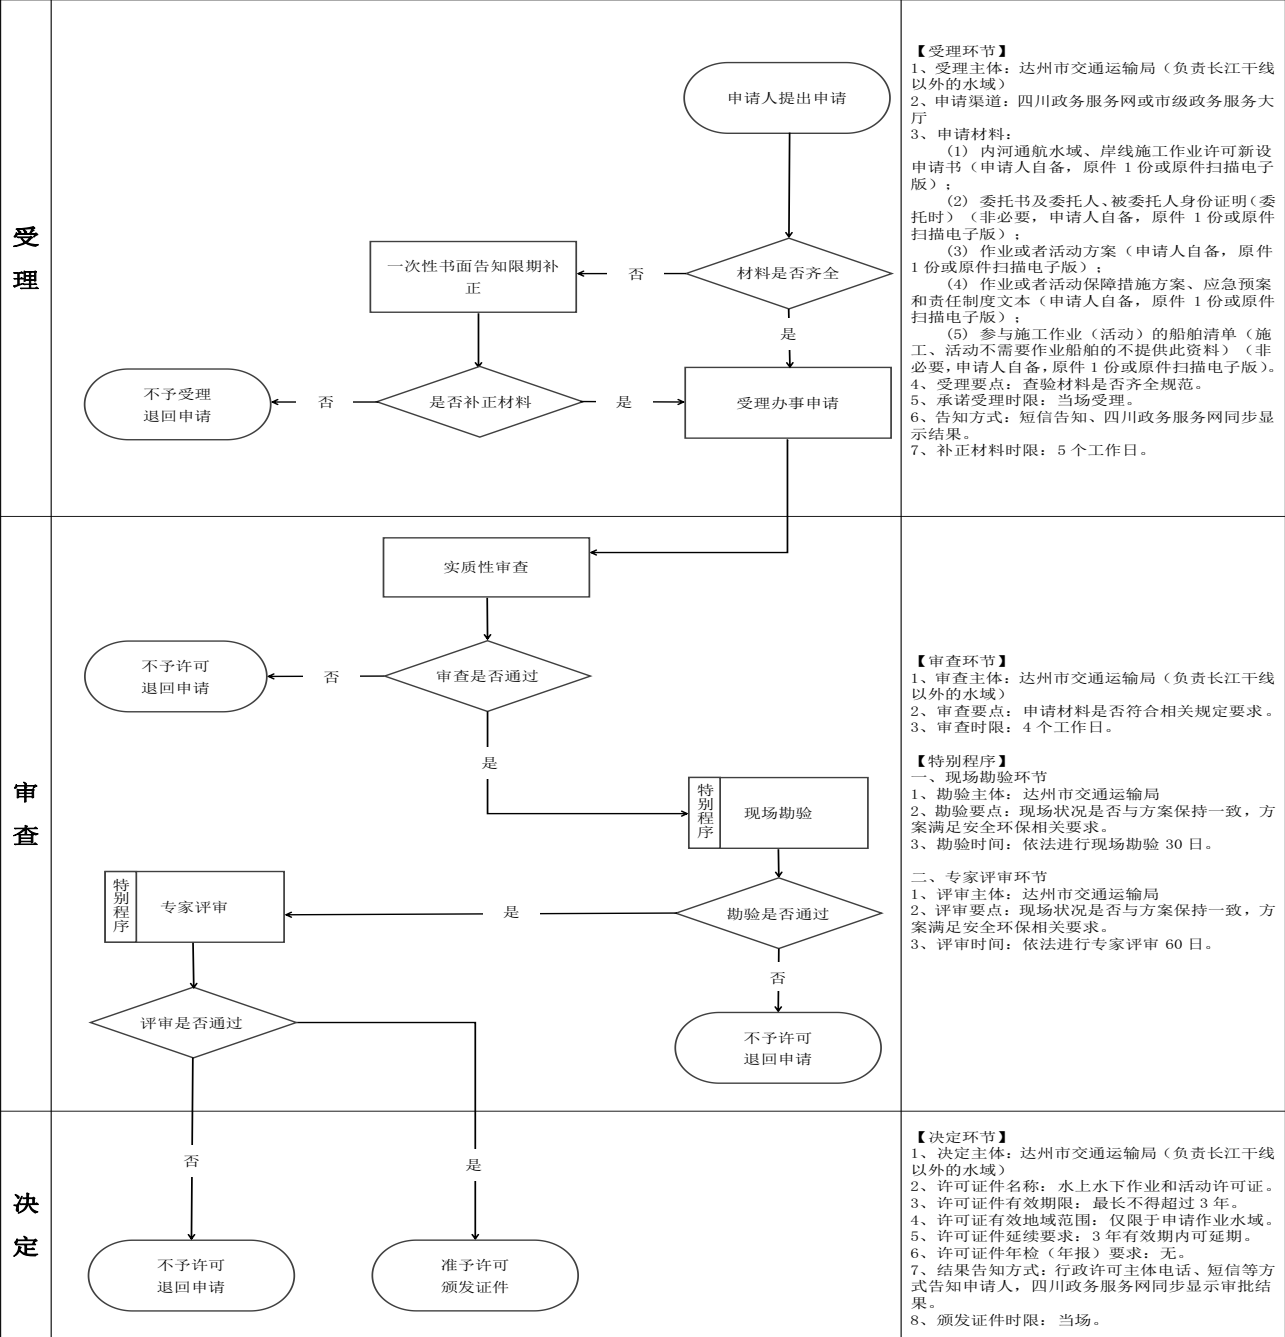 受
理
申请人提出申请
材料是否齐全
否
一次性书面告知限期补
正
是
是否补正材料
否
不予受理
退回申请
是
受理办事申请
【受理环节】
1、受理主体：达州市交通运输局（负责长江干线
以外的水域）
2、申请渠道：四川政务服务网或市级政务服务大
厅
3、申请材料：
（1）内河通航水域、岸线施工作业许可新设
申请书（申请人自备，原件 1 份或原件扫描电子
版）；
（2）委托书及委托人、被委托人身份证明（委
托时）（非必要，申请人自备，原件 1 份或原件
扫描电子版）；
（3）作业或者活动方案（申请人自备，原件
1 份或原件扫描电子版）；
（4）作业或者活动保障措施方案、应急预案
和责任制度文本（申请人自备，原件 1 份或原件
扫描电子版）；
（5）参与施工作业（活动）的船舶清单（施
工、活动不需要作业船舶的不提供此资料）（非
必要，申请人自备，原件 1 份或原件扫描电子版）。
4、受理要点：查验材料是否齐全规范。
5、承诺受理时限：当场受理。
6、告知方式：短信告知、四川政务服务网同步显
示结果。
7、补正材料时限：5 个工作日。
审
查
实质性审查
审查是否通过
否
不予许可
退回申请
是
特别程序
现场勘验
勘验是否通过
是
特别程序
专家评审
否
不予许可
退回申请
评审是否通过
【审查环节】
1、审查主体：达州市交通运输局（负责长江干线
以外的水域）
2、审查要点：申请材料是否符合相关规定要求。
3、审查时限：4 个工作日。
【特别程序】
一、现场勘验环节
1、勘验主体：达州市交通运输局
2、勘验要点：现场状况是否与方案保持一致，方
案满足安全环保相关要求。
3、勘验时间：依法进行现场勘验 30 日。
二、专家评审环节
1、评审主体：达州市交通运输局
2、评审要点：现场状况是否与方案保持一致，方
案满足安全环保相关要求。
3、评审时间：依法进行专家评审 60 日。
决
定
否
是
不予许可
退回申请
准予许可
颁发证件
【决定环节】
1、决定主体：达州市交通运输局（负责长江干线
以外的水域）
2、许可证件名称：水上水下作业和活动许可证。
3、许可证件有效期限：最长不得超过 3 年。
4、许可证有效地域范围：仅限于申请作业水域。
5、许可证件延续要求：3 年有效期内可延期。
6、许可证件年检（年报）要求：无。
7、结果告知方式：行政许可主体电话、短信等方
式告知申请人，四川政务服务网同步显示审批结
果。
8、颁发证件时限：当场。